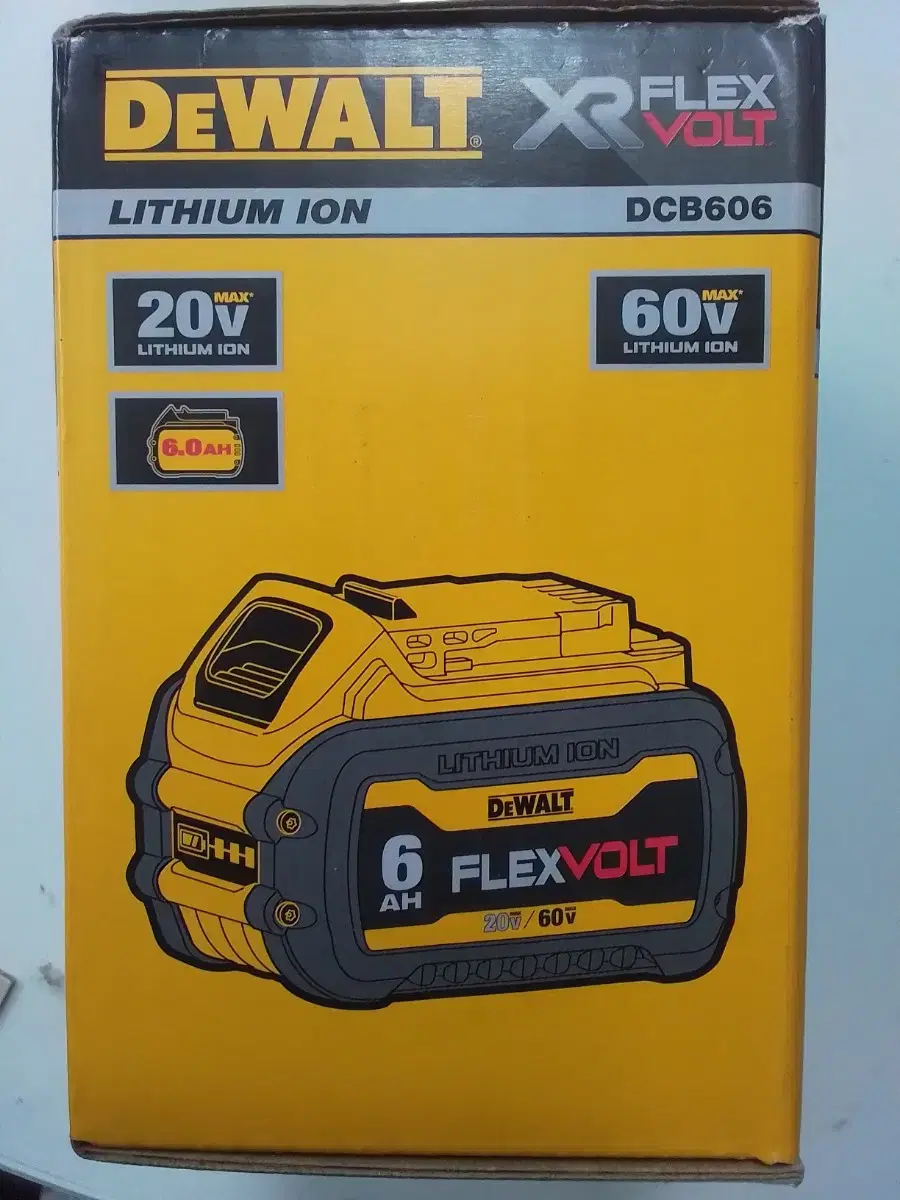 DEWALT®
XR FLEX
VOLT
LITHIUM ION
DCB606
20V MAX*
LITHIUM ION
60V MAX*
LITHIUM ION
6.0AH
LITHIUM ION
DEWALT
6
AH
FLEXVOLT
20V/60V